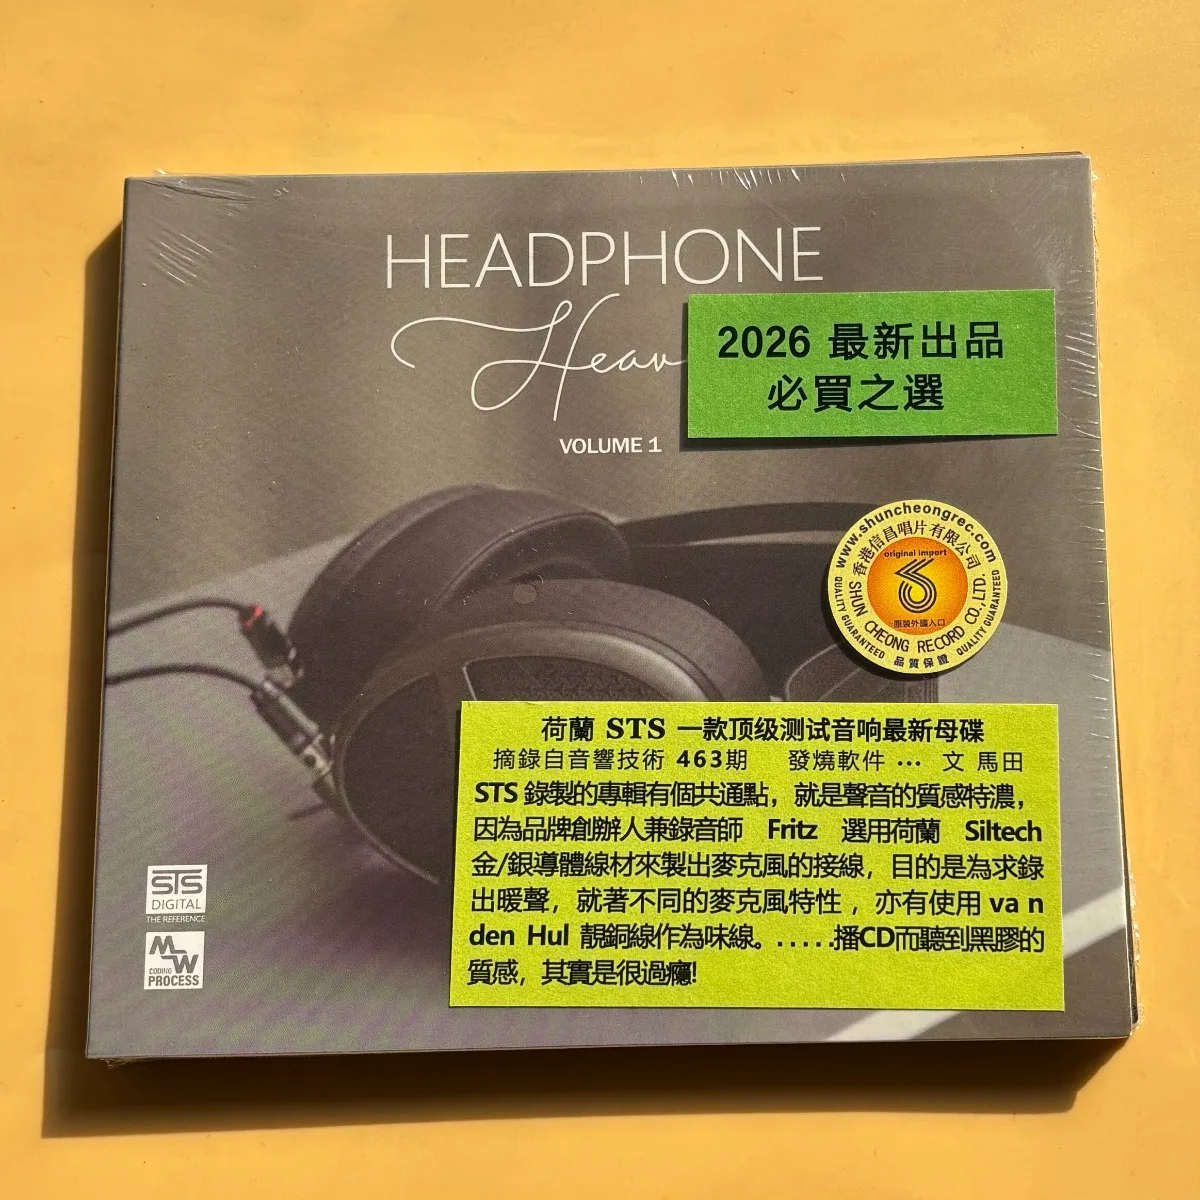 HEADPHONE
Heav
VOLUME 1
2026 最新出品
必買之選
www.shuncheongrec.com
香港信昌唱片有限公司
original import
原裝外國入口
SHUN CHEONG RECORD CO.,LTD.
QUALITY GUARANTEED 品質保證 QUALITY GUARANTEED
荷蘭 STS 一款顶级测试音响最新母碟
摘錄自音響技術 463期 發燒軟件 ... 文 馬田
STS 錄製的專輯有個共通點，就是聲音的質感特濃，
因為品牌創辦人兼錄音師 Fritz 選用荷蘭 Siltech
金/銀導體線材來製出麥克風的接線，目的是為求錄
出暖聲，就著不同的麥克風特性，亦有使用 va n
den Hul 靚銅線作為味線。.....播CD而聽到黑膠的
質感，其實是很過癮!
STS
DIGITAL
THE REFERENCE
MW
CODING
PROCESS